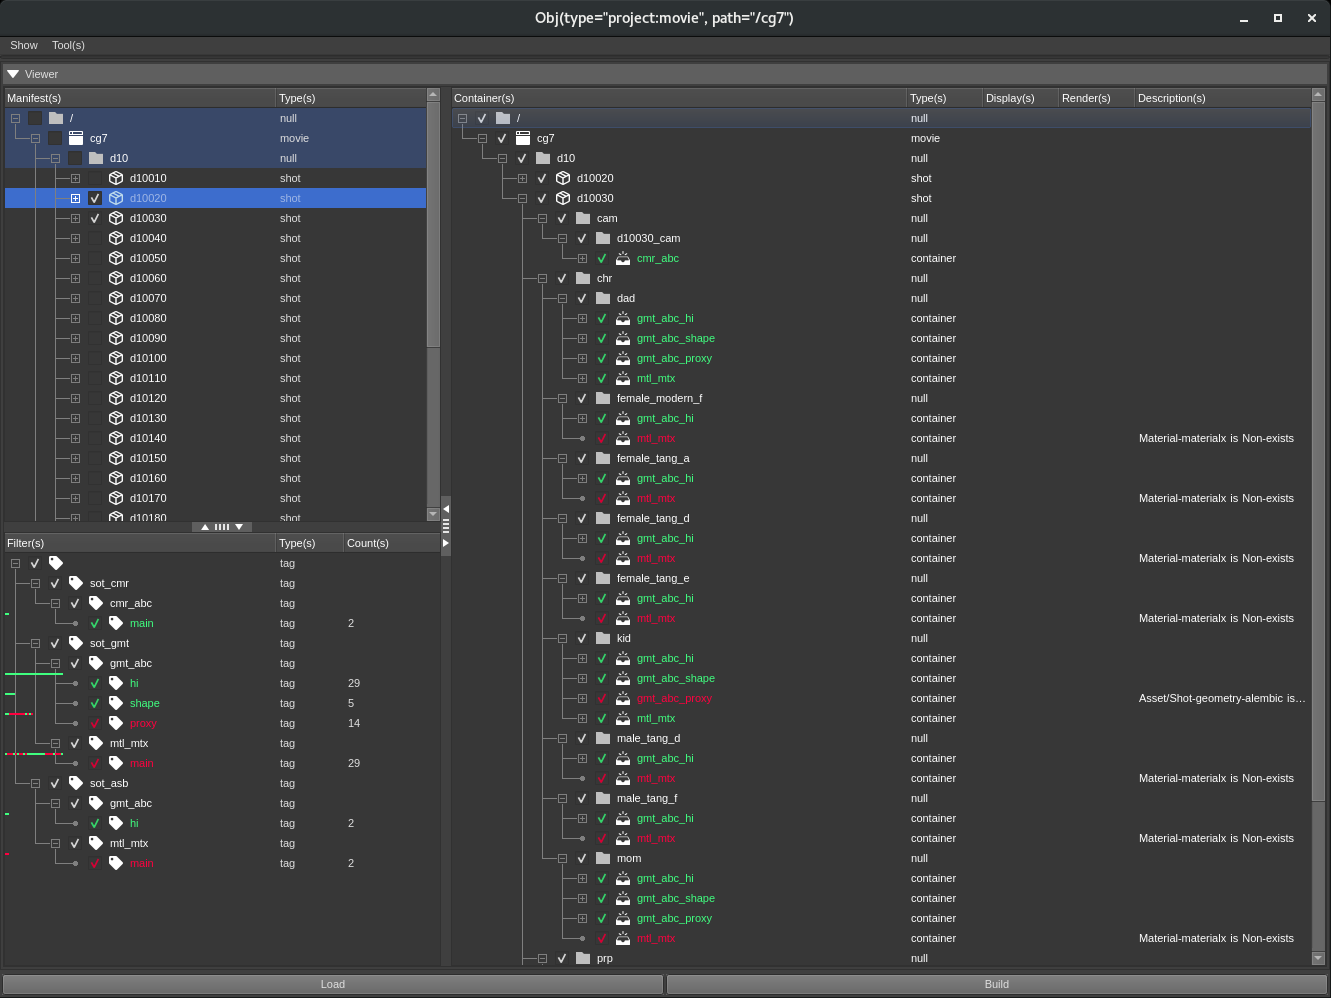 Obj(type="project:movie", path="/cg7")
Show Tool(s)
Viewer
Manifest(s) Type(s)
/ null
cg7 movie
d10 null
d10010 shot
d10020 shot
d10030 shot
d10040 shot
d10050 shot
d10060 shot
d10070 shot
d10080 shot
d10090 shot
d10100 shot
d10110 shot
d10120 shot
d10130 shot
d10140 shot
d10150 shot
d10160 shot
d10170 shot
d10180 shot
Filter(s) Type(s) Count(s)
tag
sot_cmr tag
cmr_abc tag
main tag 2
sot_gmt tag
gmt_abc tag
hi tag 29
shape tag 5
proxy tag 14
mtl_mtx tag
main tag 29
sot_asb tag
gmt_abc tag
hi tag 2
mtl_mtx tag
main tag 2
Container(s) Type(s) Display(s) Render(s) Description(s)
/ null
cg7 movie
d10 null
d10020 shot
d10030 shot
cam null
d10030_cam null
cmr_abc container
chr null
dad null
gmt_abc_hi container
gmt_abc_shape container
gmt_abc_proxy container
mtl_mtx container
female_modern_f null
gmt_abc_hi container
mtl_mtx container Material-materialx is Non-exists
female_tang_a null
gmt_abc_hi container
mtl_mtx container Material-materialx is Non-exists
female_tang_d null
gmt_abc_hi container
mtl_mtx container Material-materialx is Non-exists
female_tang_e null
gmt_abc_hi container
mtl_mtx container Material-materialx is Non-exists
kid null
gmt_abc_hi container
gmt_abc_shape container
gmt_abc_proxy container Asset/Shot-geometry-alembic is...
mtl_mtx container
male_tang_d null
gmt_abc_hi container
mtl_mtx container Material-materialx is Non-exists
male_tang_f null
gmt_abc_hi container
mtl_mtx container Material-materialx is Non-exists
mom null
gmt_abc_hi container
gmt_abc_shape container
gmt_abc_proxy container
mtl_mtx container Material-materialx is Non-exists
prp null
Load Build